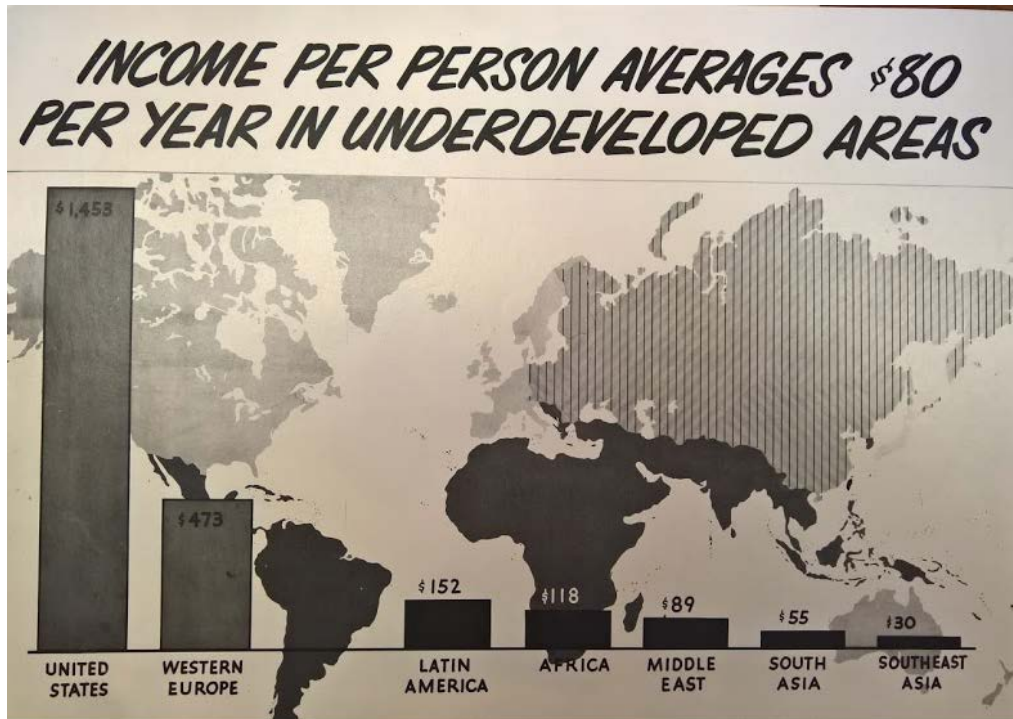 INCOME PER PERSON AVERAGES $80
PER YEAR IN UNDERDEVELOPED AREAS
$1,453
$473
$152
$118
$89
$55
$30
UNITED
STATES
WESTERN
EUROPE
LATIN
AMERICA
AFRICA
MIDDLE
EAST
SOUTH
ASIA
SOUTHEAST
ASIA